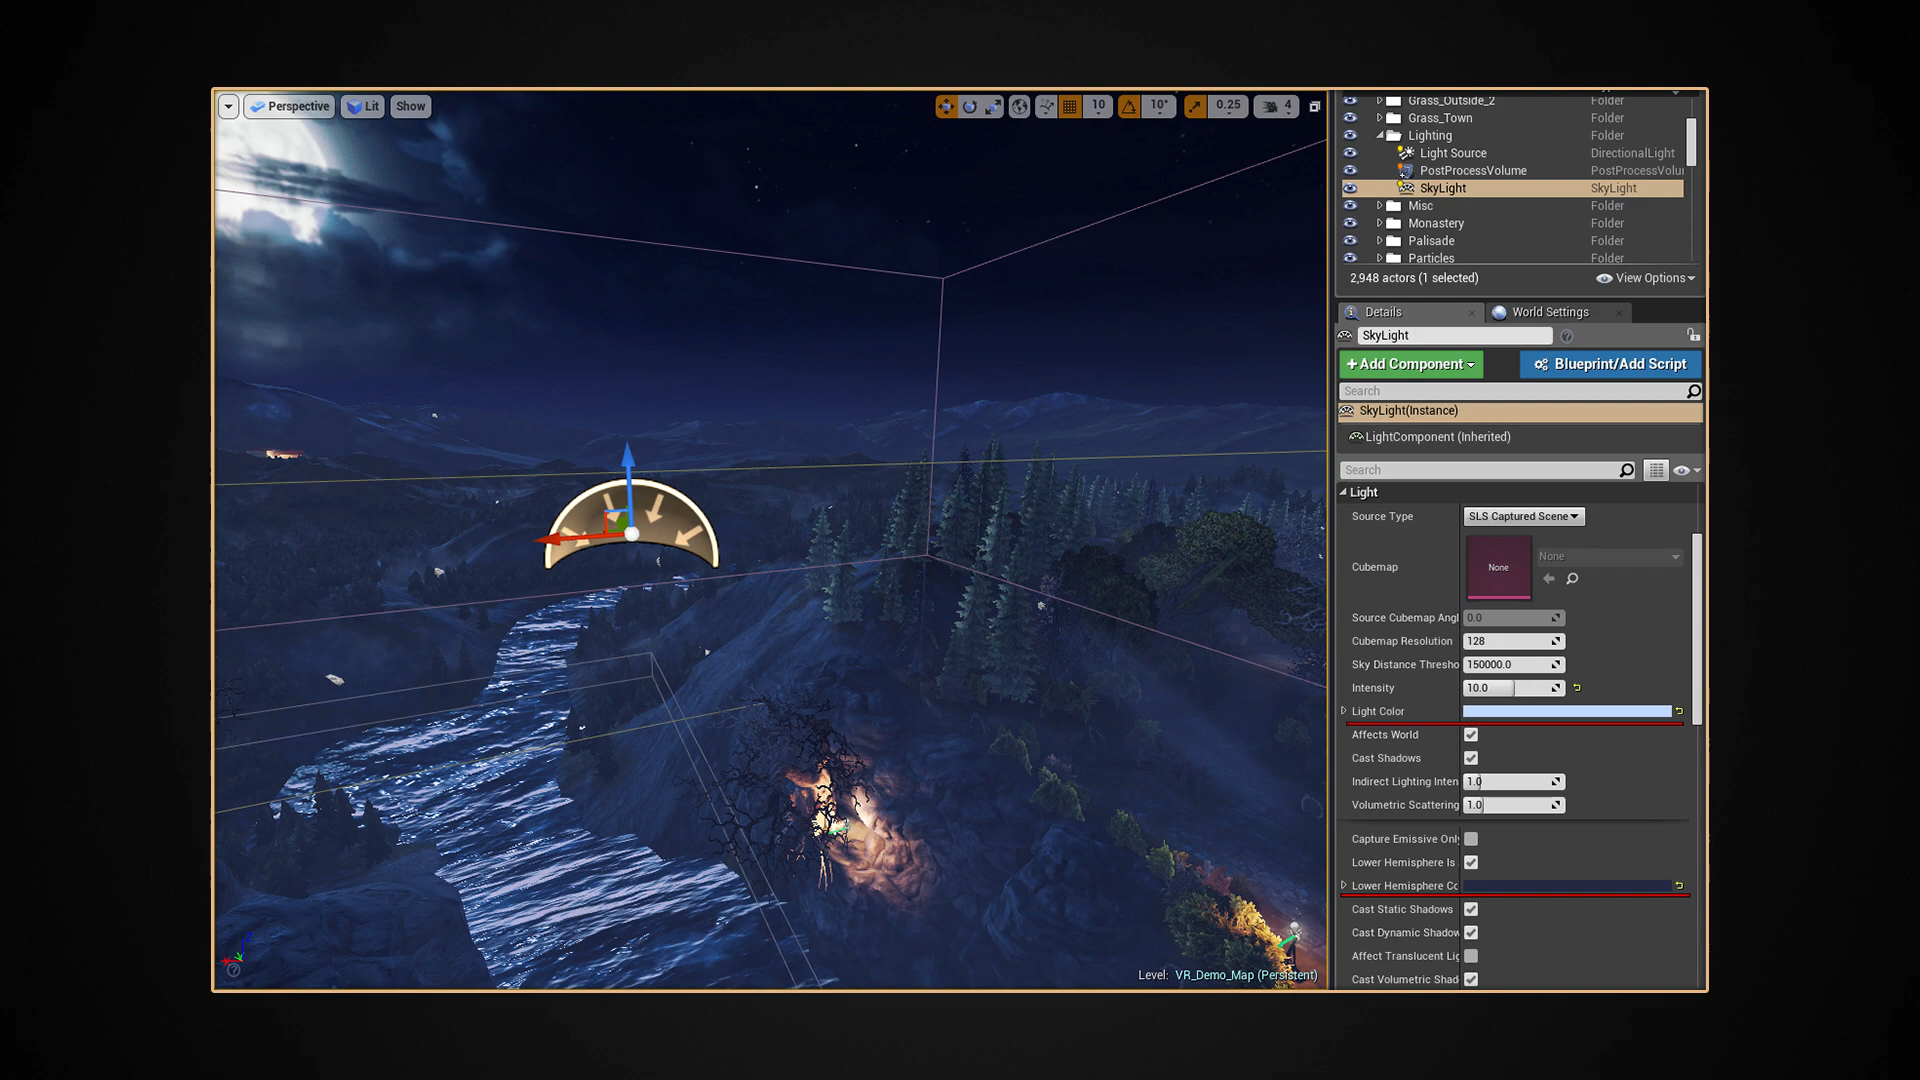 Perspective Lit Show 10 10° 0.25 4
Grass_Outside_2 Folder
Grass_Town Folder
Lighting Folder
Light Source DirectionalLight
PostProcessVolume PostProcessVolu
SkyLight SkyLight
Misc Folder
Monastery Folder
Palisade Folder
Particles Folder
2,948 actors (1 selected) View Options
Details World Settings
SkyLight
+Add Component Blueprint/Add Script
Search
SkyLight(Instance)
LightComponent (Inherited)
Search
Light
Source Type SLS Captured Scene
Cubemap None None
Source Cubemap Angl 0.0
Cubemap Resolution 128
Sky Distance Thresho 150000.0
Intensity 10.0
Light Color
Affects World
Cast Shadows
Indirect Lighting Inten 1.0
Volumetric Scattering 1.0
Capture Emissive Only
Lower Hemisphere Is
Lower Hemisphere Co
Cast Static Shadows
Cast Dynamic Shadow
Affect Translucent Lig
Cast Volumetric Shad
Level: VR_Demo_Map (Persistent)